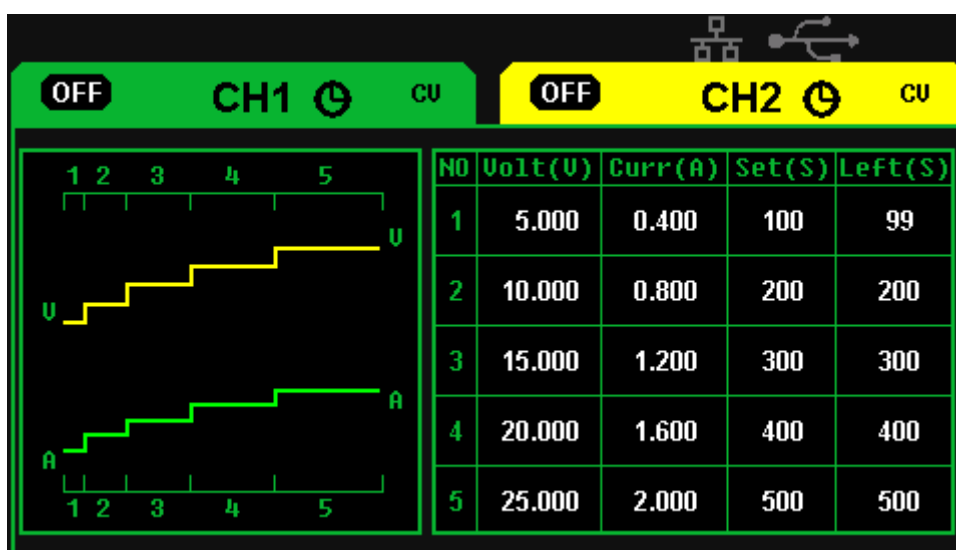 OFF CH1 CV OFF CH2 CV
1 2 3 4 5
V
V
A
A
1 2 3 4 5
NO Volt(V) Curr(A) Set(S) Left(S)
1 5.000 0.400 100 99
2 10.000 0.800 200 200
3 15.000 1.200 300 300
4 20.000 1.600 400 400
5 25.000 2.000 500 500